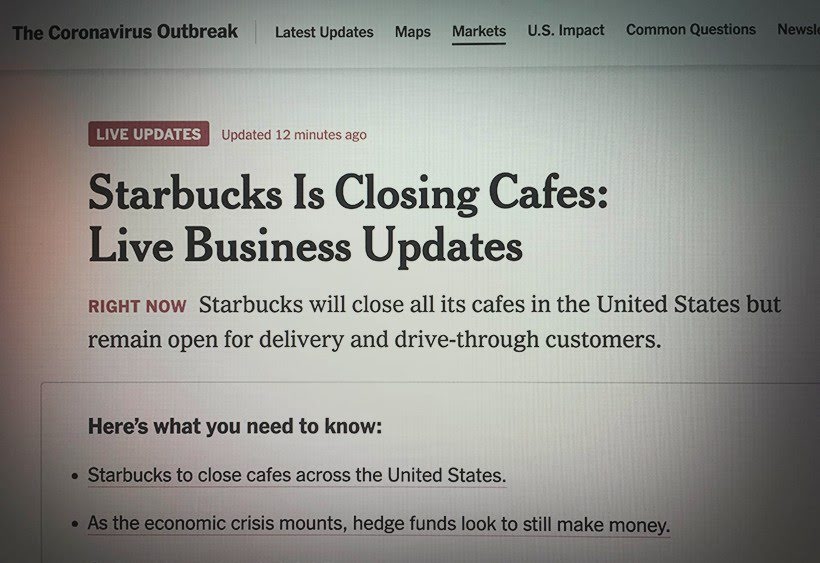 The Coronavirus Outbreak
Latest Updates
Maps
Markets
U.S. Impact
Common Questions
LIVE UPDATES Updated 12 minutes ago
Starbucks Is Closing Cafes:
Live Business Updates
RIGHT NOW Starbucks will close all its cafes in the United States but
remain open for delivery and drive-through customers.
Here's what you need to know:
• Starbucks to close cafes across the United States.
• As the economic crisis mounts, hedge funds look to still make money.